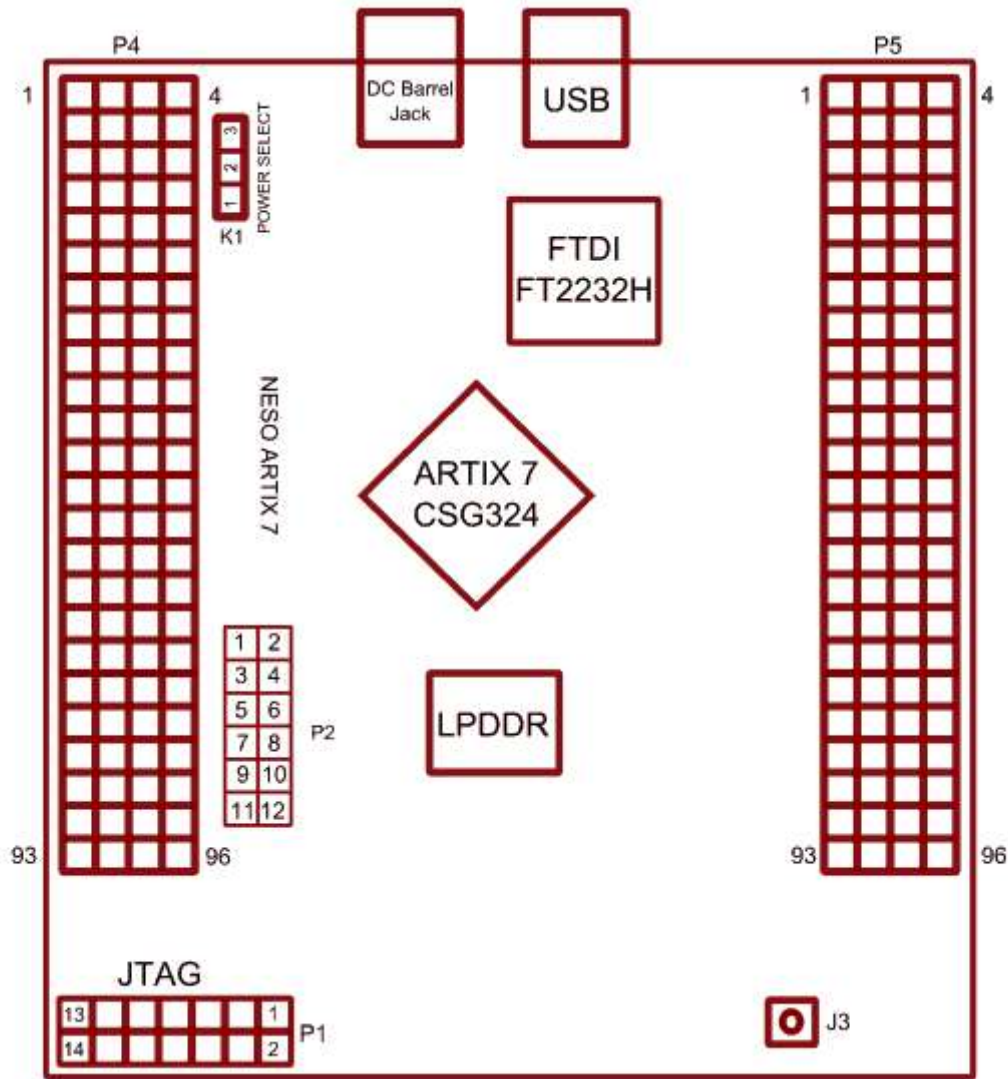 P4
P5
1
4
1
4
DC Barrel
Jack
USB
3
2
1
POWER SELECT
K1
FTDI
FT2232H
NESO ARTIX 7
ARTIX 7
CSG324
1 2
3 4
5 6
7 8
9 10
11 12
P2
LPDDR
93
96
93
96
JTAG
13 1
14 2
P1
J3